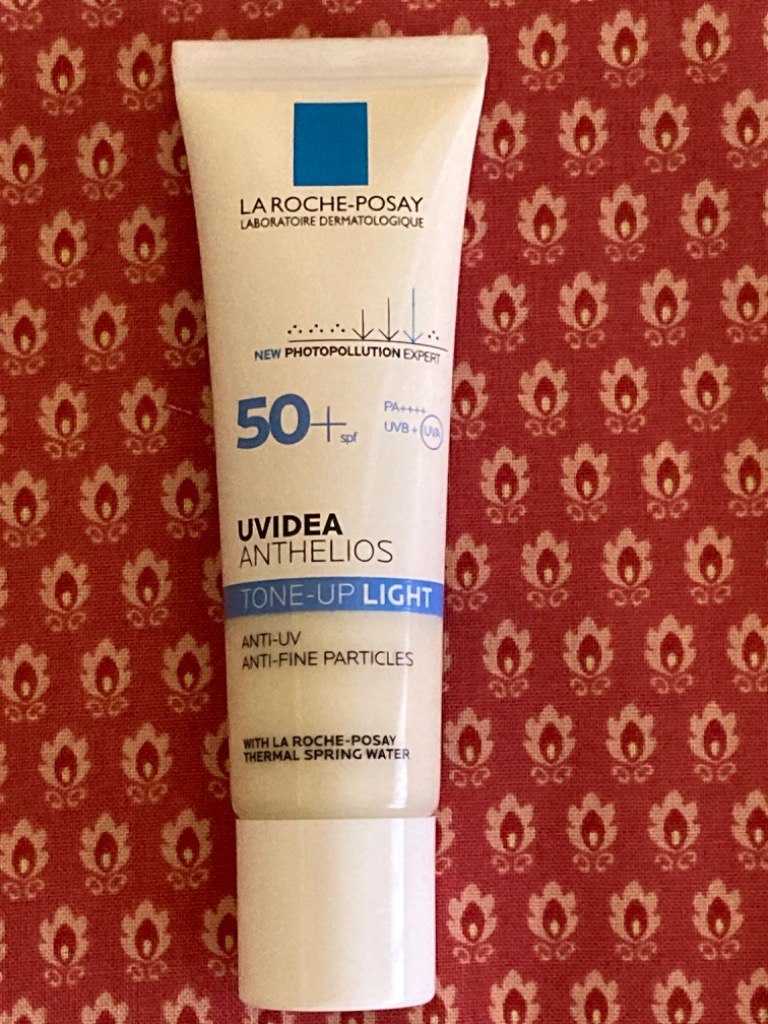 LA ROCHE-POSAY
LABORATOIRE DERMATOLOGIQUE
NEW PHOTOPOLLUTION EXPERT
50+ spf
PA++++
UVB + UVA
UVIDEA
ANTHELIOS
TONE-UP LIGHT
ANTI-UV
ANTI-FINE PARTICLES
WITH LA ROCHE-POSAY
THERMAL SPRING WATER